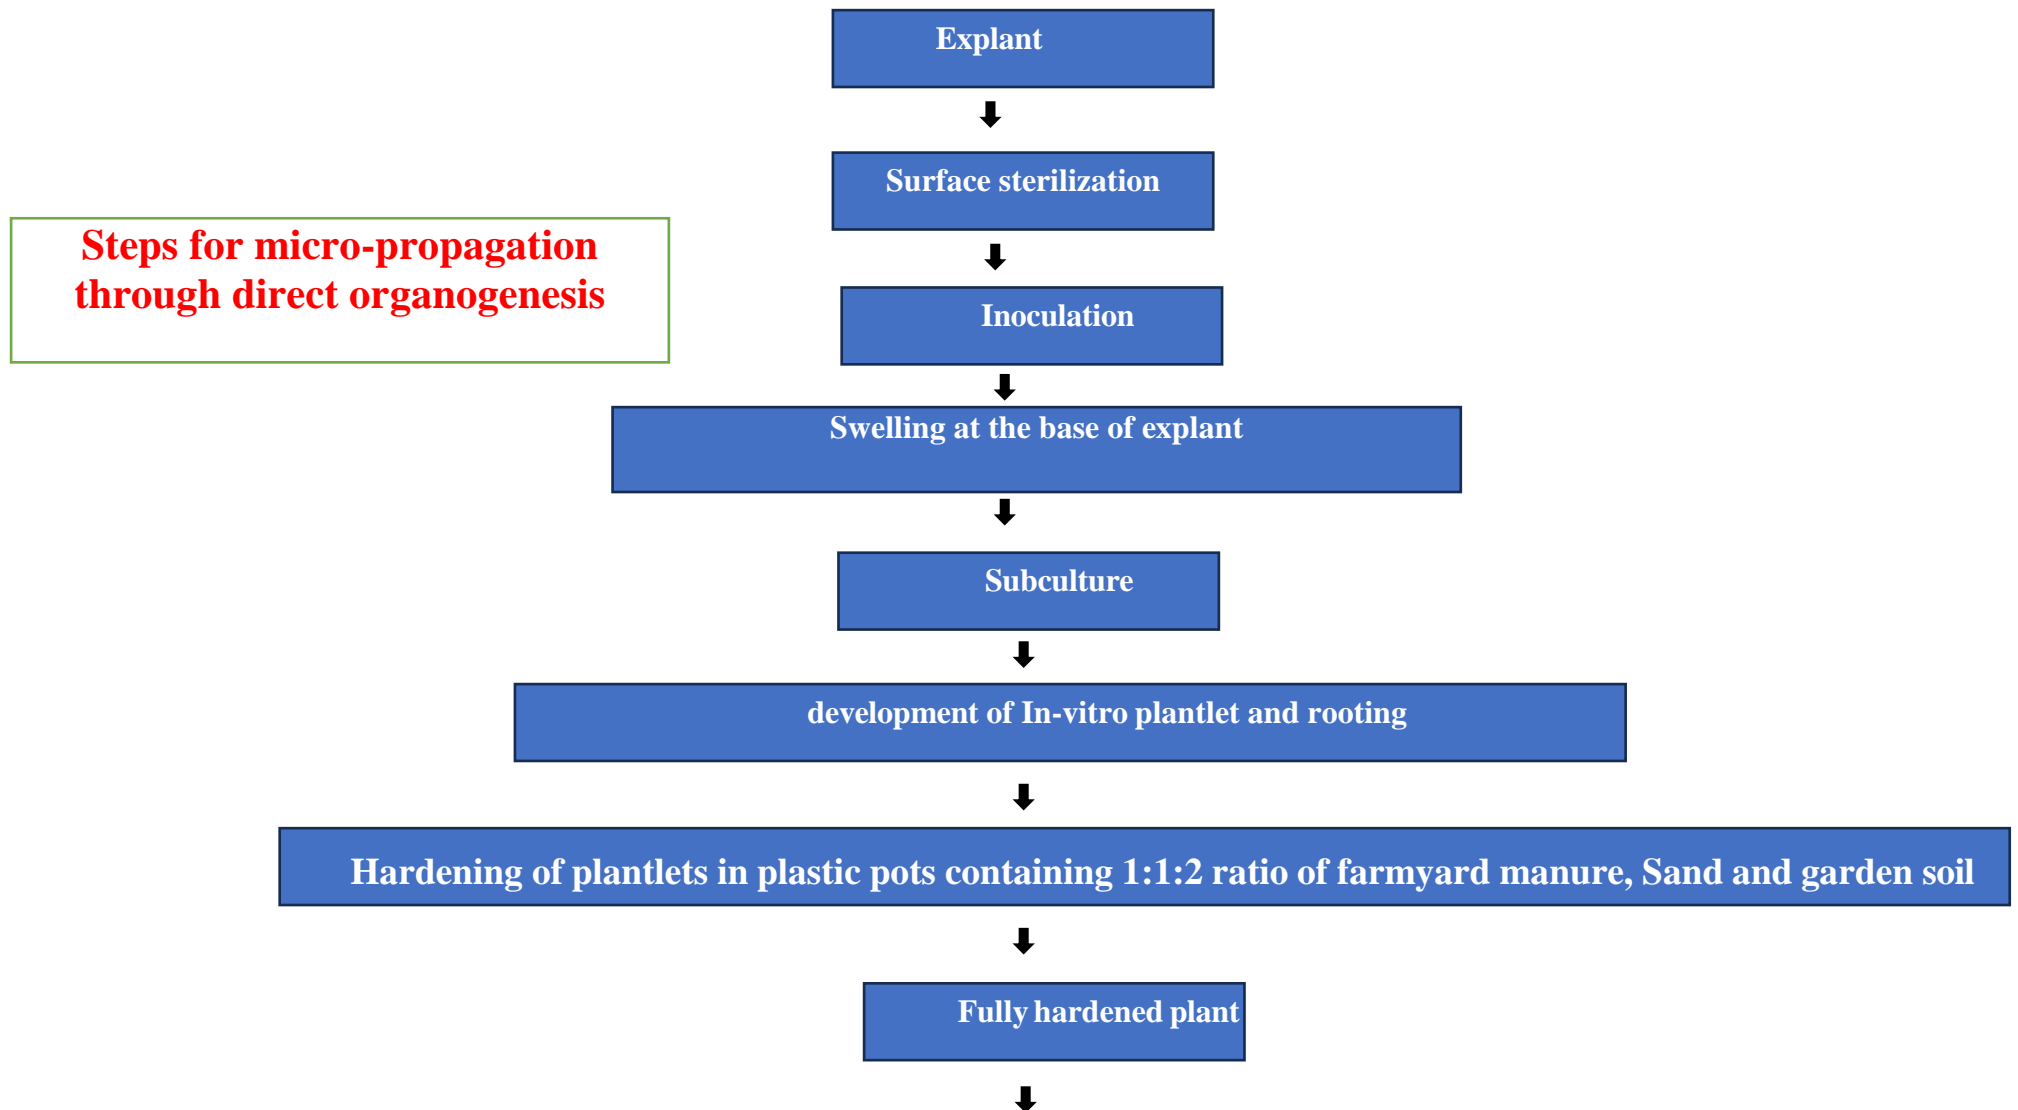 Explant
Surface sterilization
Steps for micro-propagation
through direct organogenesis
Inoculation
Swelling at the base of explant
Subculture
development of In-vitro plantlet and rooting
Hardening of plantlets in plastic pots containing 1:1:2 ratio of farmyard manure, Sand and garden soil
Fully hardened plant